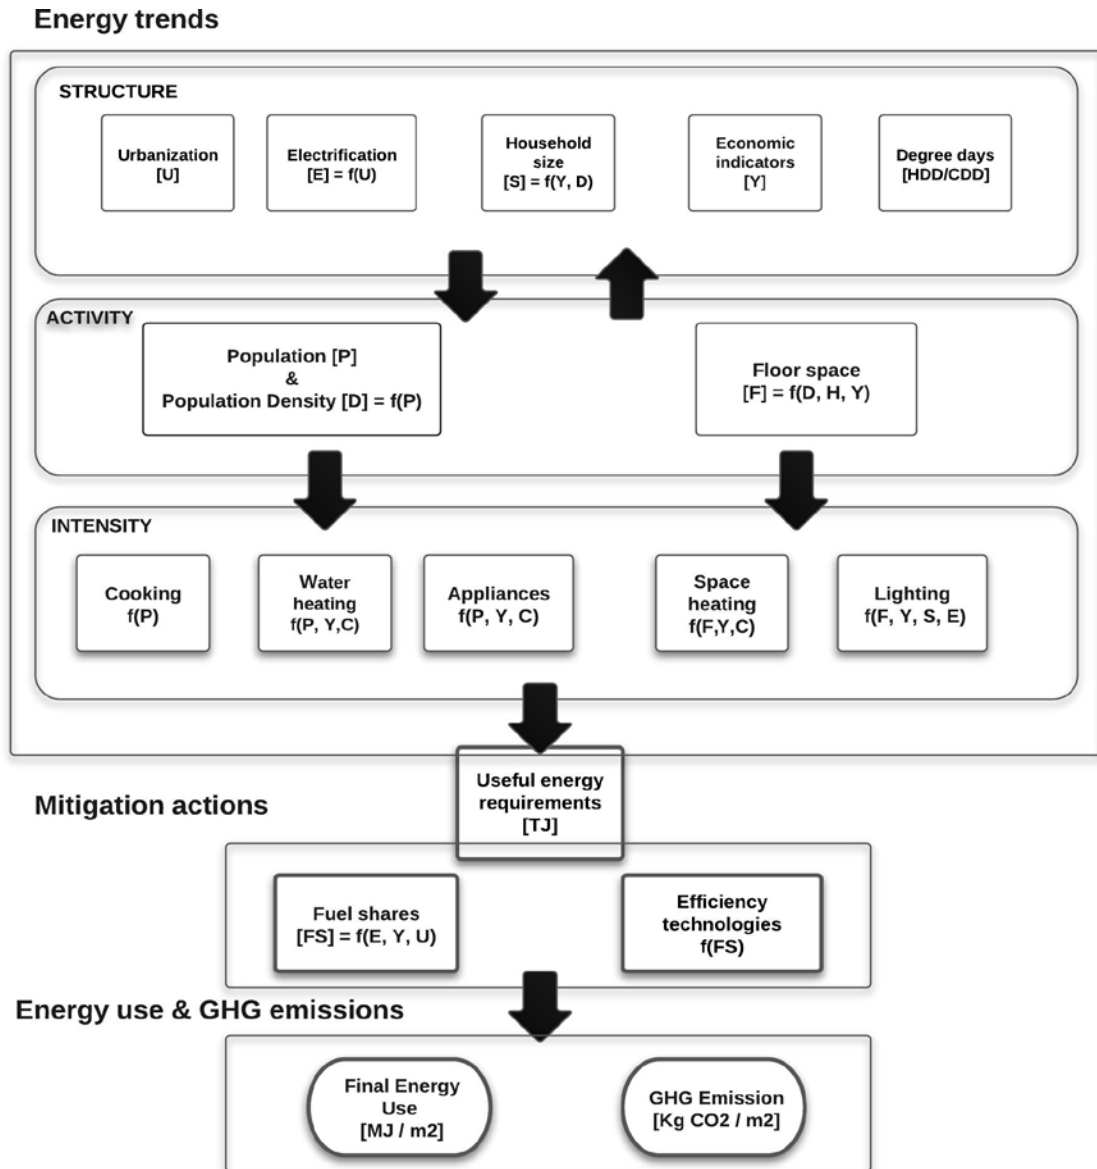 Energy trends
STRUCTURE
Urbanization
[U]
Electrification
[E] = f(U)
Household
size
[S] = f(Y, D)
Economic
indicators
[Y]
Degree days
[HDD/CDD]
ACTIVITY
Population [P]
&
Population Density [D] = f(P)
Floor space
[F] = f(D, H, Y)
INTENSITY
Cooking
f(P)
Water
heating
f(P, Y,C)
Appliances
f(P, Y, C)
Space
heating
f(F,Y,C)
Lighting
f(F, Y, S, E)
Useful energy
requirements
[TJ]
Mitigation actions
Fuel shares
[FS] = f(E, Y, U)
Efficiency
technologies
f(FS)
Energy use & GHG emissions
Final Energy
Use
[MJ / m2]
GHG Emission
[Kg CO2 / m2]